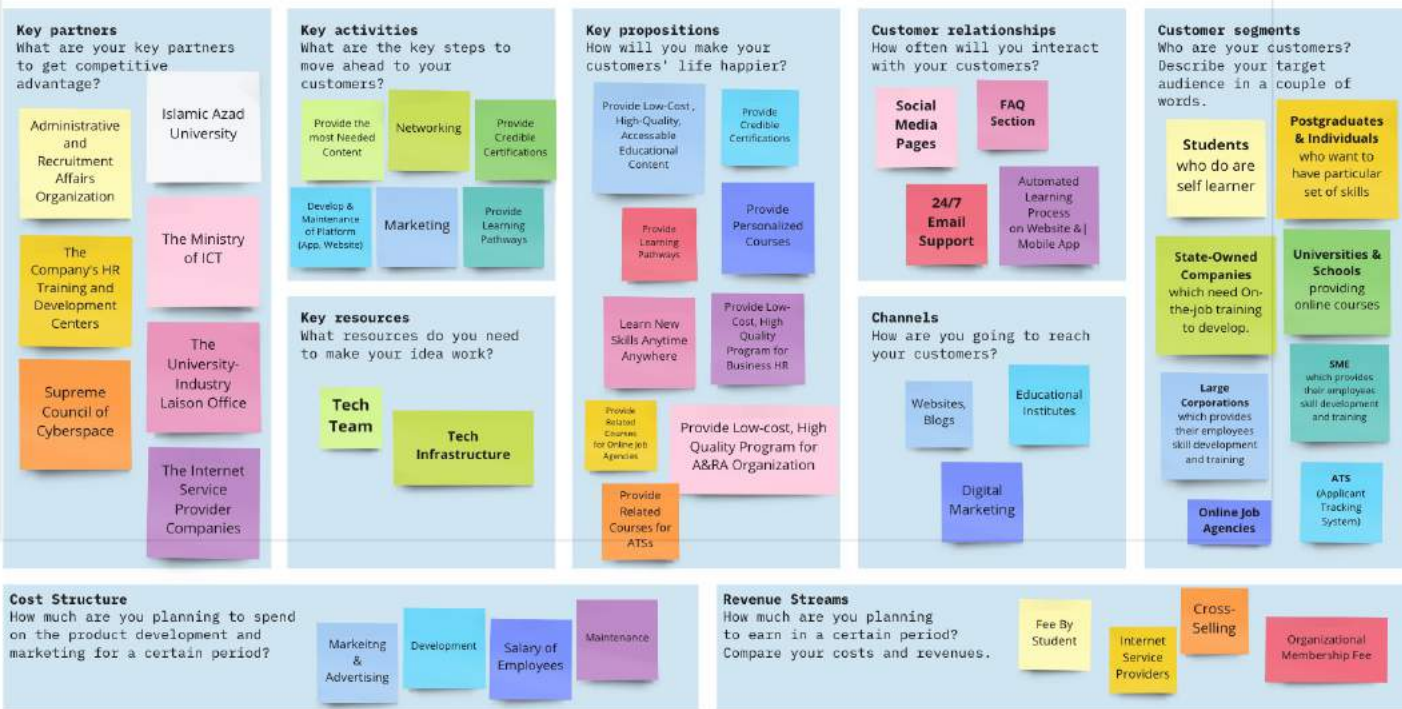 Key partners
What are your key partners
to get competitive
advantage?
Administrative
and
Recruitment
Affairs
Organization
Islamic Azad
University
The
Company's HR
Training and
Development
Centers
The Ministry
of ICT
Supreme
Council of
Cyberspace
The
University-
Industry
Laison Office
The Internet
Service
Provider
Companies
Key activities
What are the key steps to
move ahead to your
customers?
Provide the
most Needed
Content
Networking
Provide
Credible
Certifications
Develop &
Maintenance
of Platform
(App, Website)
Marketing
Provide
Learning
Pathways
Key resources
What resources do you need
to make your idea work?
Tech
Team
Tech
Infrastructure
Key propositions
How will you make your
customers' life happier?
Provide Low-Cost ,
High-Quality,
Accessable
Educational
Content
Provide
Credible
Certifications
Provide
Learning
Pathways
Provide
Personalized
Courses
Learn New
Skills Anytime
Anywhere
Provide Low-
Cost, High
Quality
Program for
Business HR
Provide
Related
Courses
for Online Job
Agencies
Provide Low-cost, High
Quality Program for
A&RA Organization
Provide
Related
Courses for
ATSs
Customer relationships
How often will you interact
with your customers?
Social
Media
Pages
FAQ
Section
24/7
Email
Support
Automated
Learning
Process
on Website &|
Mobile App
Channels
How are you going to reach
your customers?
Websites,
Blogs
Educational
Institutes
Digital
Marketing
Customer segments
Who are your customers?
Describe your target
audience in a couple of
words.
Students
who do are
self learner
Postgraduates
& Individuals
who want to
have particular
set of skills
State-Owned
Companies
which need On-
the-job training
to develop.
Universities &
Schools
providing
online courses
Large
Corporations
which provides
their employees
skill development
and training
SME
which provides
their employees
skill development
and training
Online Job
Agencies
ATS
(Applicant
Tracking
System)
Cost Structure
How much are you planning to spend
on the product development and
marketing for a certain period?
Markeitng
&
Advertising
Development
Salary of
Employees
Maintenance
Revenue Streams
How much are you planning
to earn in a certain period?
Compare your costs and revenues.
Fee By
Student
Internet
Service
Providers
Cross-
Selling
Organizational
Membership Fee